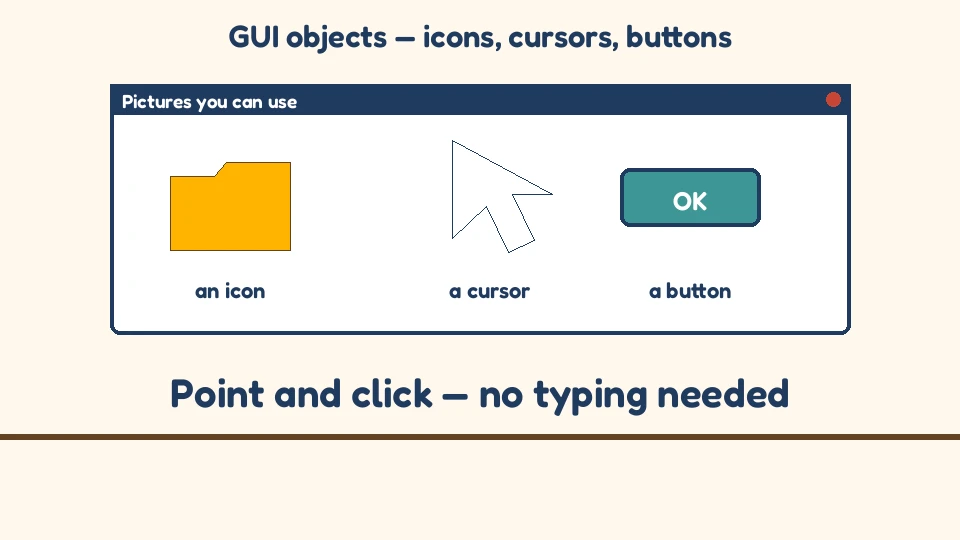 GUI objects — icons, cursors, buttons
Pictures you can use
OK
an icon
a cursor
a button
Point and click — no typing needed